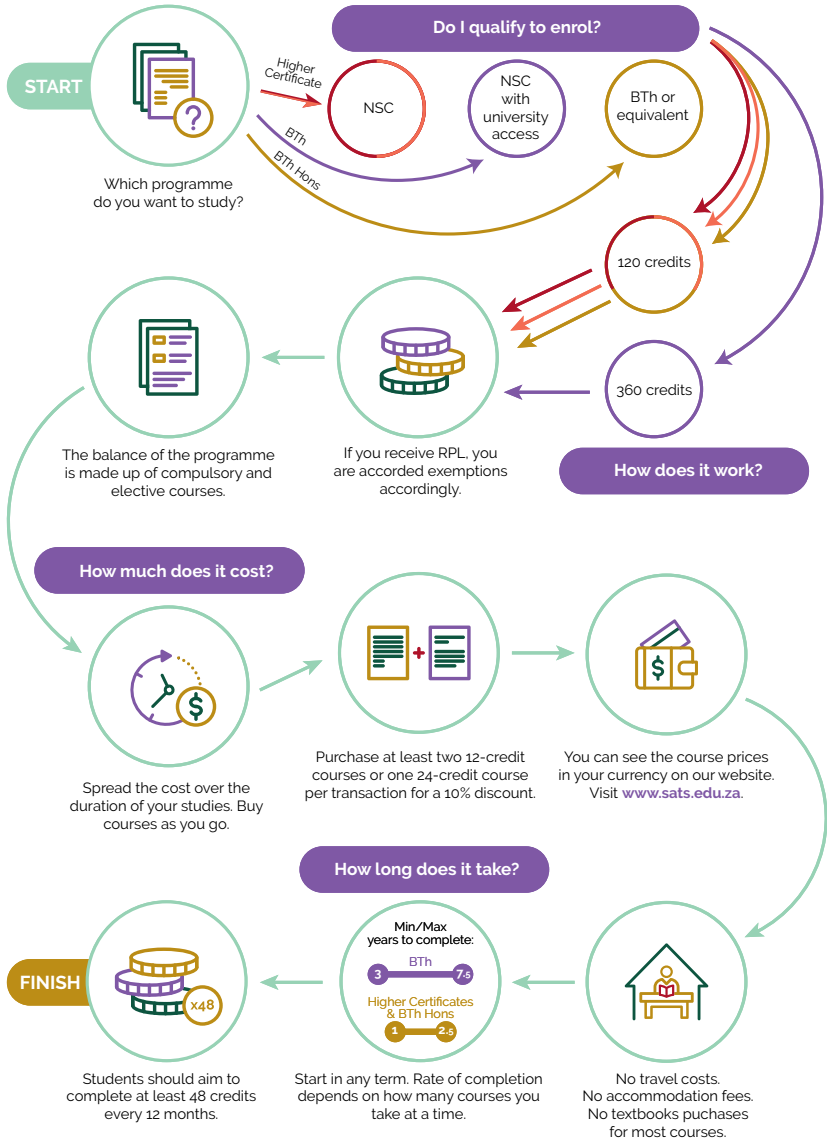 Do I qualify to enrol?
START
?
Which programme
do you want to study?
Higher
Certificate
BTh
BTh Hons
NSC
NSC
with
university
access
BTh or
equivalent
120 credits
360 credits
How does it work?
If you receive RPL, you
are accorded exemptions
accordingly.
The balance of the programme
is made up of compulsory and
elective courses.
How much does it cost?
$
Spread the cost over the
duration of your studies. Buy
courses as you go.
+
Purchase at least two 12-credit
courses or one 24-credit course
per transaction for a 10% discount.
$
You can see the course prices
in your currency on our website.
Visit www.sats.edu.za.
No travel costs.
No accommodation fees.
No textbooks puchases
for most courses.
How long does it take?
Min/Max
years to complete:
BTh
3 7.5
Higher Certificates
& BTh Hons
1 2.5
Start in any term. Rate of completion
depends on how many courses you
take at a time.
FINISH
x48
Students should aim to
complete at least 48 credits
every 12 months.